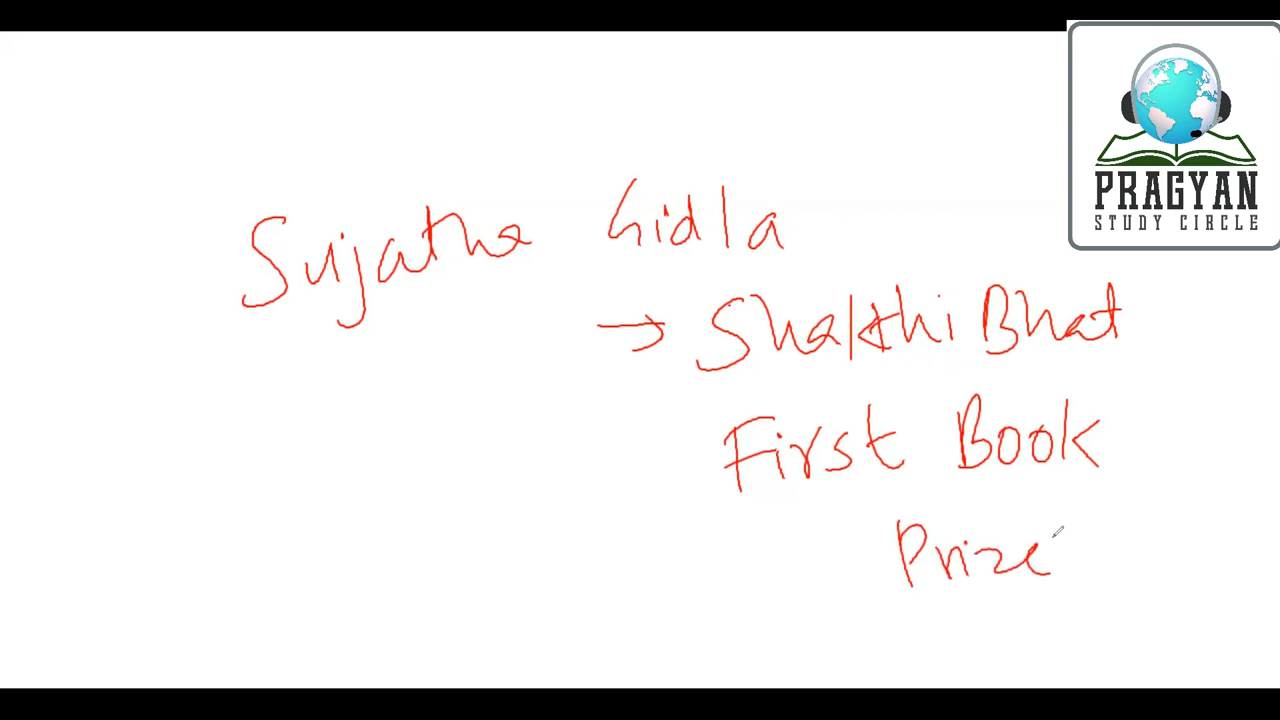 PRAGYAN
STUDY CIRCLE
Sujatha Gidla
→ Shakthi Bhat
First Book
Prize